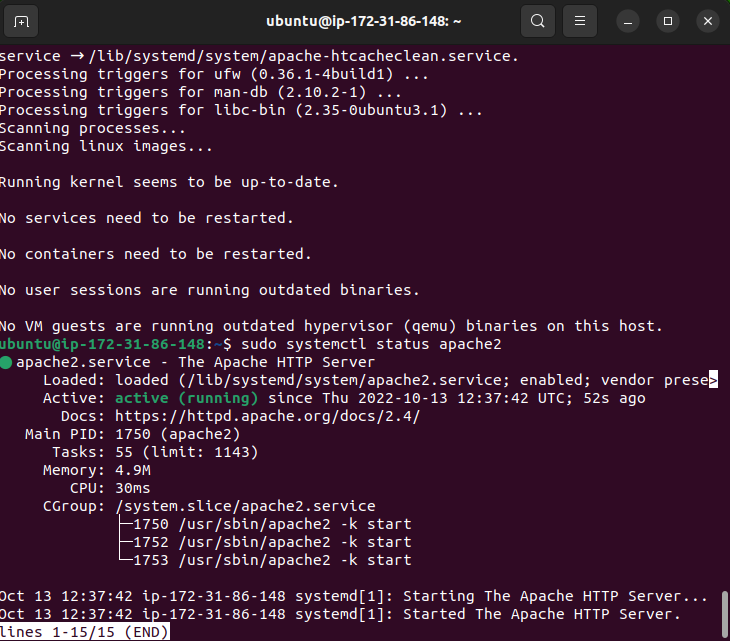 ubuntu@ip-172-31-86-148: ~
service → /lib/systemd/system/apache-htcacheclean.service.
Processing triggers for ufw (0.36.1-4build1) ...
Processing triggers for man-db (2.10.2-1) ...
Processing triggers for libc-bin (2.35-0ubuntu3.1) ...
Scanning processes...
Scanning linux images...
Running kernel seems to be up-to-date.
No services need to be restarted.
No containers need to be restarted.
No user sessions are running outdated binaries.
No VM guests are running outdated hypervisor (qemu) binaries on this host.
ubuntu@ip-172-31-86-148:~$ sudo systemctl status apache2
● apache2.service - The Apache HTTP Server
Loaded: loaded (/lib/systemd/system/apache2.service; enabled; vendor prese>
Active: active (running) since Thu 2022-10-13 12:37:42 UTC; 52s ago
Docs: https://httpd.apache.org/docs/2.4/
Main PID: 1750 (apache2)
Tasks: 55 (limit: 1143)
Memory: 4.9M
CPU: 30ms
CGroup: /system.slice/apache2.service
├─1750 /usr/sbin/apache2 -k start
├─1752 /usr/sbin/apache2 -k start
└─1753 /usr/sbin/apache2 -k start
Oct 13 12:37:42 ip-172-31-86-148 systemd[1]: Starting The Apache HTTP Server...
Oct 13 12:37:42 ip-172-31-86-148 systemd[1]: Started The Apache HTTP Server.
lines 1-15/15 (END)